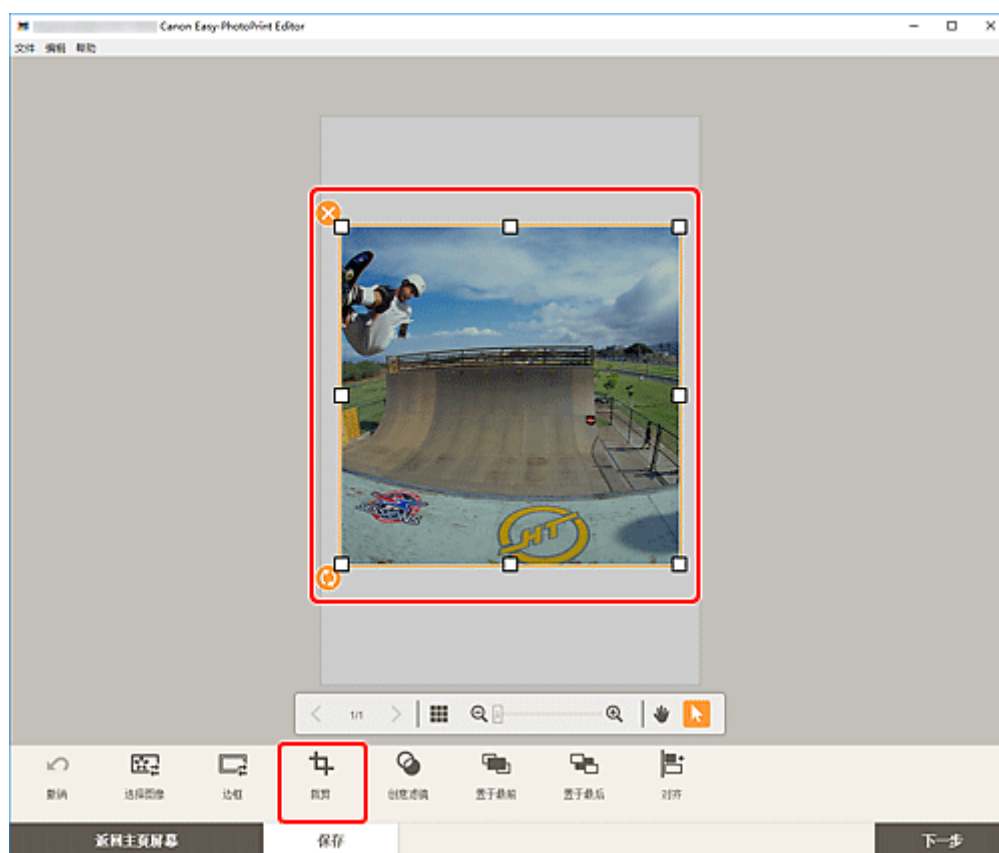 Canon Easy-PhotoPrint Editor
文件 编辑 帮助
HT
1/1
撤消 选择图像 边框 裁剪 创意滤镜 置于最前 置于最后 对齐
返回主页屏幕 保存 下一步